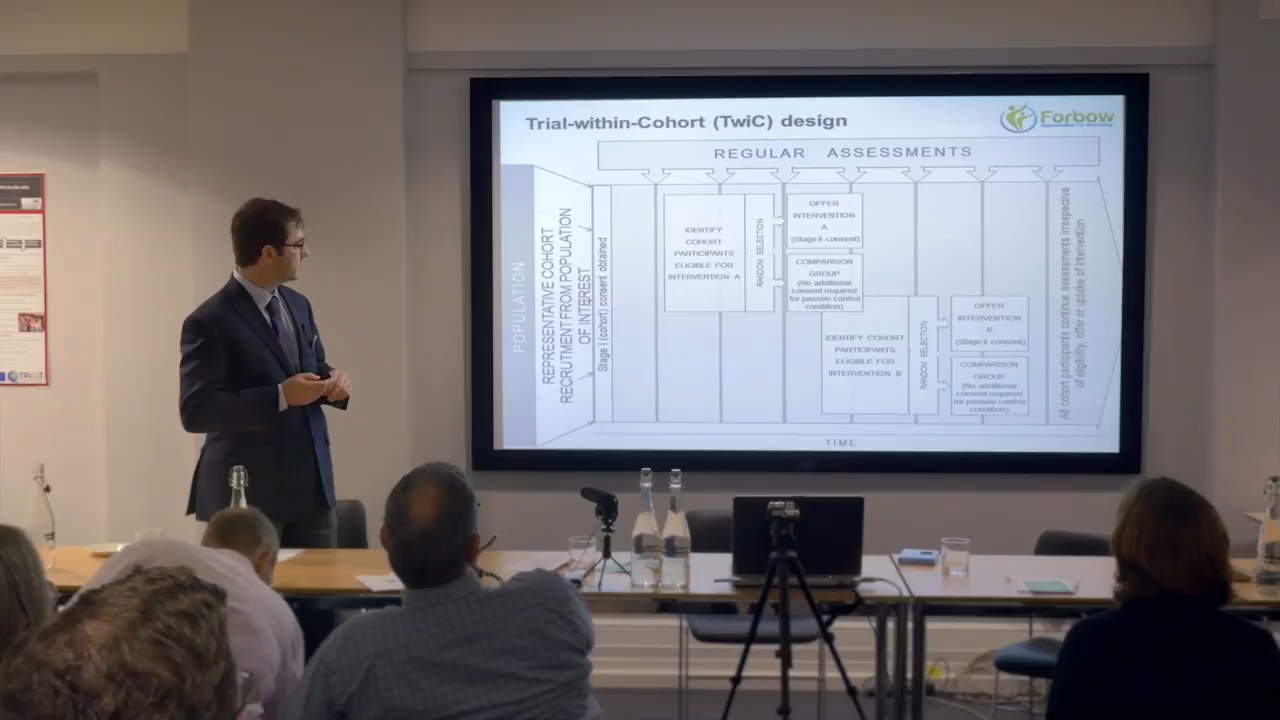 Trial-within-Cohort (TwiC) design
Forbow
REGULAR ASSESSMENTS
POPULATION
REPRESENTATIVE COHORT
RECRUTMENT FROM POPULATION
OF INTEREST
Stage I (cohort) consent obtained
IDENTIFY
COHORT
PARTICIPANTS
ELIGIBLE FOR
INTERVENTION A
RANDOM SELECTION
OFFER
INTERVENTION
A
(Stage II consent)
COMPARISON
GROUP
(No additional
consent required
for passive control
condition)
IDENTIFY COHORT
PARTICIPANTS
ELIGIBLE FOR
INTERVENTION B
RANDOM SELECTION
OFFER
INTERVENTION
B
(Stage II consent)
COMPARISON
GROUP
(No additional
consent required
for passive control
condition)
All cohort participants continue assessments irrespective
of eligibility, offer or uptake of intervention
TIME